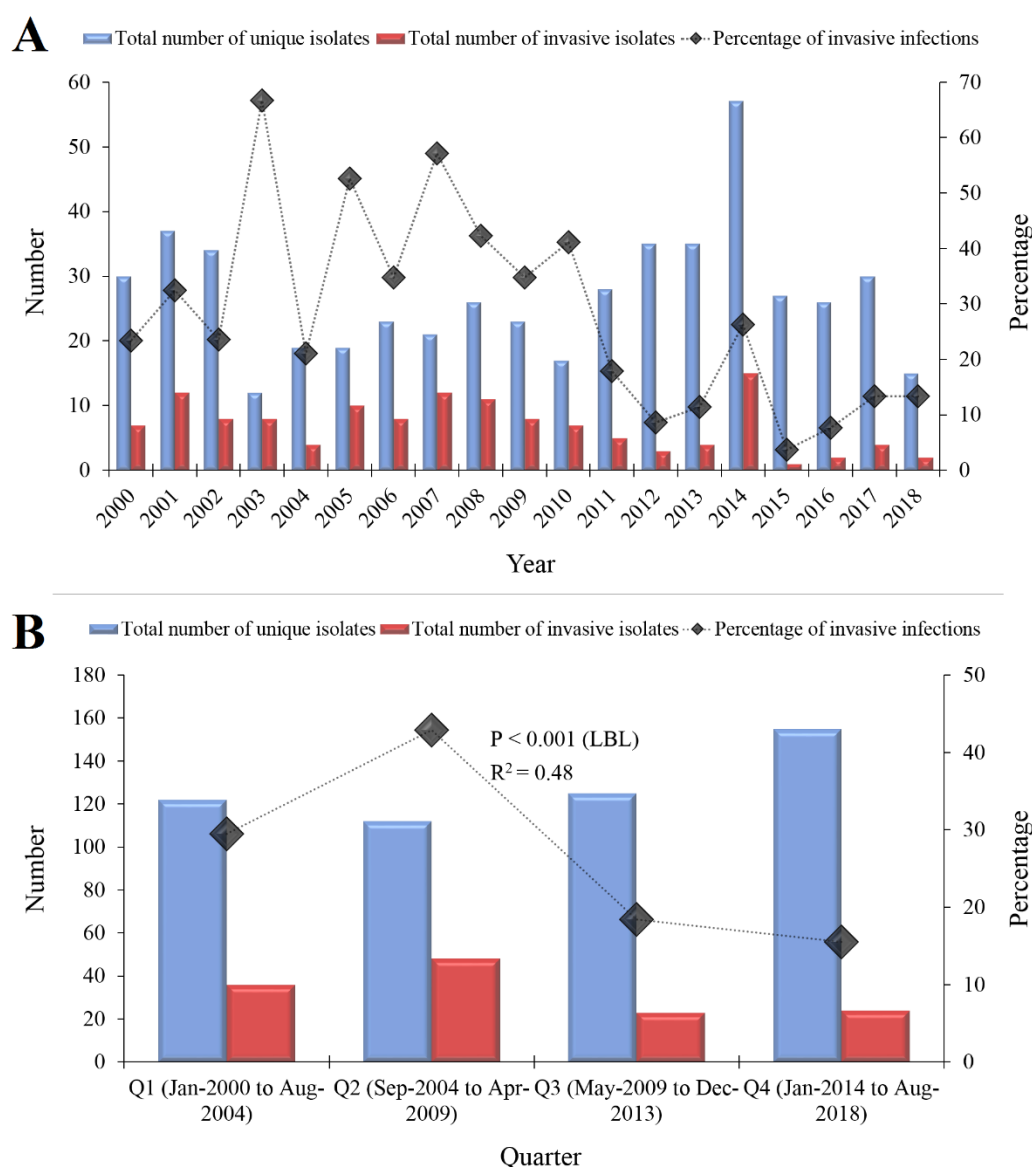 A
Total number of unique isolates Total number of invasive isolates Percentage of invasive infections
60
50
40
30
20
10
0
Number
70
60
50
40
30
20
10
0
Percentage
2000 2001 2002 2003 2004 2005 2006 2007 2008 2009 2010 2011 2012 2013 2014 2015 2016 2017 2018
Year
B
Total number of unique isolates Total number of invasive isolates Percentage of invasive infections
180
160
140
120
100
80
60
40
20
0
Number
P < 0.001 (LBL)
R² = 0.48
50
40
30
20
10
0
Percentage
Q1 (Jan-2000 to Aug- Q2 (Sep-2004 to Apr- Q3 (May-2009 to Dec- Q4 (Jan-2014 to Aug-
2004) 2009) 2013) 2018)
Quarter